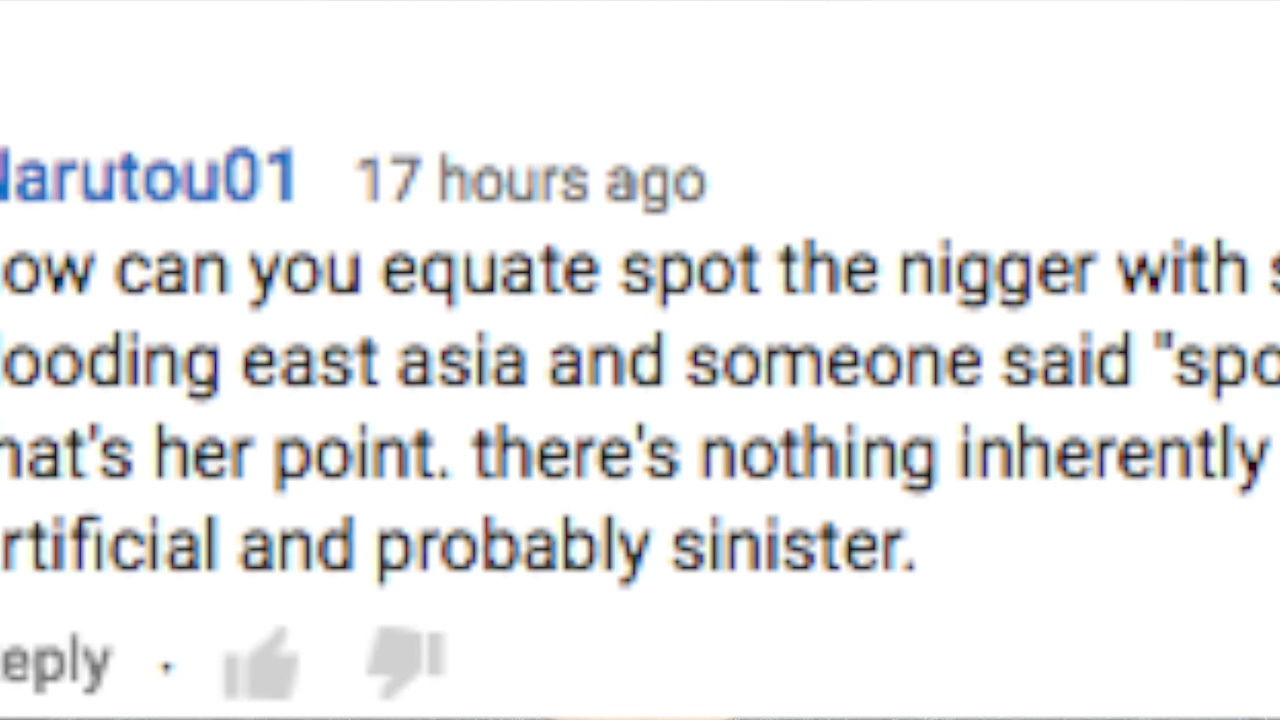 Narutou01 17 hours ago
ow can you equate spot the nigger with s
looding east asia and someone said "spo
hat's her point. there's nothing inherently
rtificial and probably sinister.
eply ·